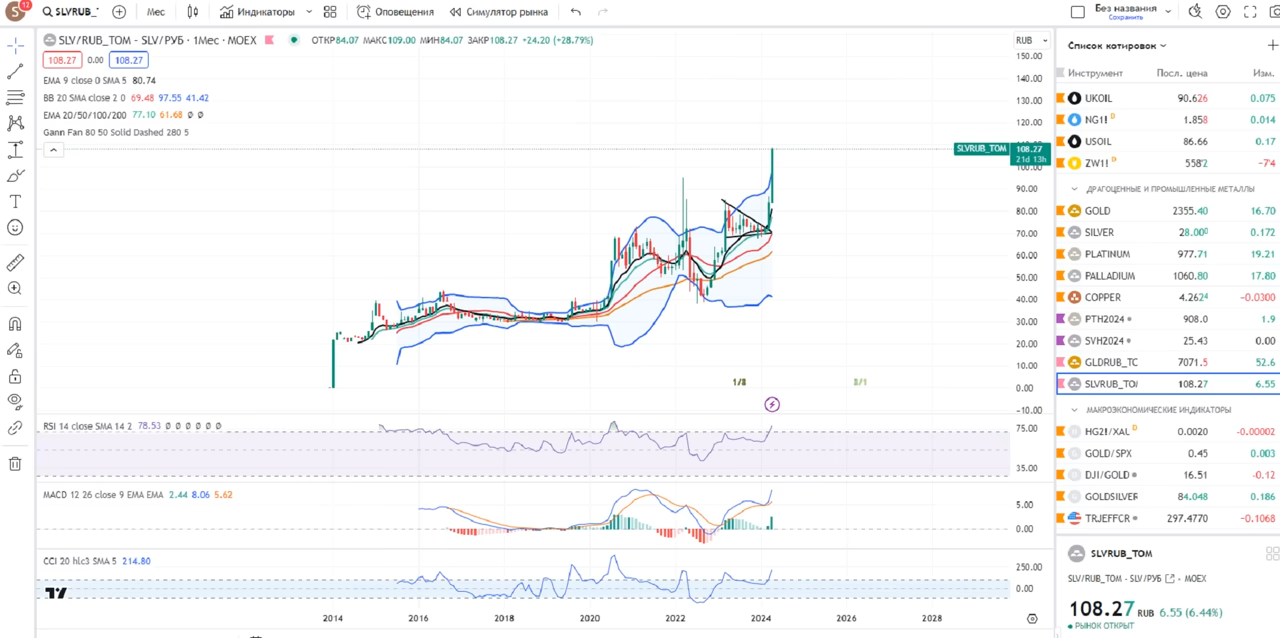 S 12 SLVRUB_ Мес Индикаторы Оповещения Симулятор рынка Без названия
Сохранить
SLV/RUB_TOM - SLV/РУБ · 1Мес · MOEX ОТКР84.07 МАКС109.00 МИН84.07 ЗАКР108.27 +24.20 (+28.79%)
108.27 0.00 108.27
EMA 9 close 0 SMA 5 80.74
BB 20 SMA close 2 0 69.48 97.55 41.42
EMA 20/50/100/200 77.10 61.68 ∅ ∅
Gann Fan 80 50 Solid Dashed 280 5
RUB
150.00
140.00
130.00
120.00
SLVRUB_TOM 108.27
21d 13h
90.00
80.00
70.00
60.00
50.00
40.00
30.00
20.00
10.00
0.00
−10.00
1/8 8/1
RSI 14 close SMA 14 2 78.53 ∅ ∅ ∅ ∅ ∅ ∅
75.00
35.00
MACD 12 26 close 9 EMA EMA 2.44 8.06 5.62
5.00
0.00
CCI 20 hlc3 SMA 5 214.80
250.00
0.00
2014 2016 2018 2020 2022 2024 2026 2028
Список котировок
Инструмент Посл. цена Изм.
UKOIL 90.626 0.075
NG1! D 1.858 0.014
USOIL 86.66 0.17
ZW1! D 558'2 -7'4
ДРАГОЦЕННЫЕ И ПРОМЫШЛЕННЫЕ МЕТАЛЛЫ
GOLD 2355.40 16.70
SILVER 28.000 0.172
PLATINUM 977.71 19.21
PALLADIUM 1060.80 17.80
COPPER 4.2624 -0.0300
PTH2024 908.0 1.9
SVH2024 25.43 0.00
GLDRUB_TC 7071.5 52.6
SLVRUB_TO 108.27 6.55
МАКРОЭКОНОМИЧЕСКИЕ ИНДИКАТОРЫ
HG2!/XAU D 0.0020 -0.00002
GOLD/SPX 0.45 0.003
DJI/GOLD 16.51 -0.12
GOLDSILVER 84.048 0.186
TRJEFFCR 297.4770 -0.1068
SLVRUB_TOM
SLV/RUB_TOM - SLV/РУБ · MOEX
108.27 RUB 6.55 (6.44%)
РЫНОК ОТКРЫТ